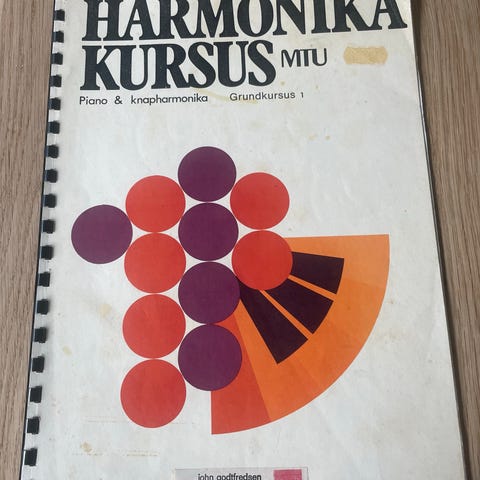 HARMONIKA
KURSUS MTU
Piano & knapharmonika Grundkursus 1
john godtfredsen